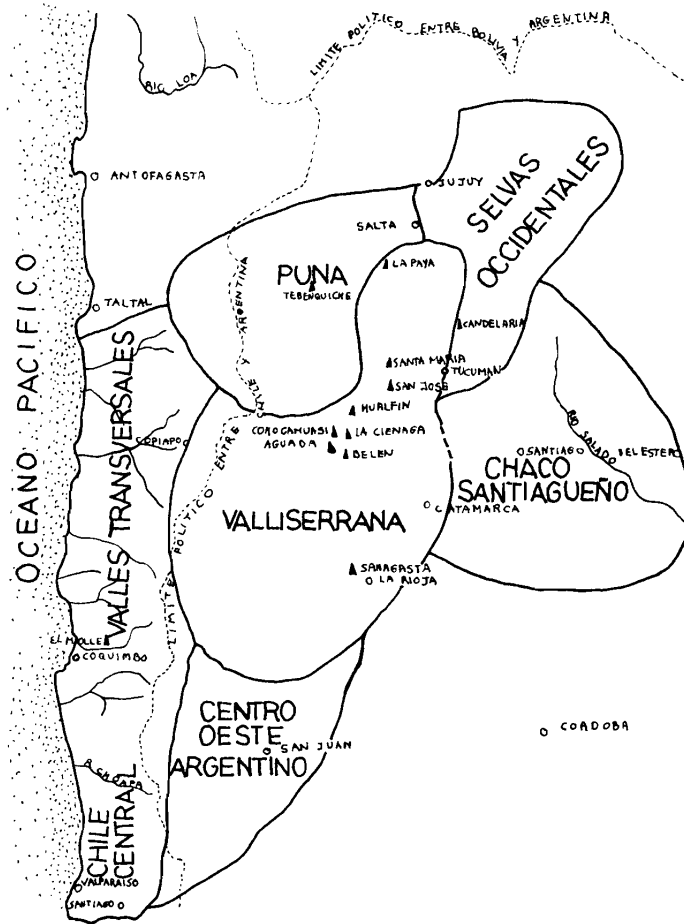 LIMITE POLITICO ENTRE BOLIVIA Y ARGENTINA
RIO LOA
ANTOFAGASTA
JUJUY
SELVAS
OCCIDENTALES
SALTA
OCEANO PACIFICO
PUNA
LA PAYA
TEBENQUICHE
TALTAL
CANDELARIA
VALLES TRANSVERSALES
LIMITE POLITICO ENTRE CHILE Y ARGENTINA
SANTA MARIA
TUCUMAN
SAN JOSE
HUALFIN
COPIAPO
LA CIENAGA
AGUADA
BELEN
RIO SALADO
SANTIAGO DEL ESTERO
CHACO
SANTIAGUEÑO
VALLISERRANA
CATAMARCA
SANAGASTA
LA RIOJA
EL MOLLE
COQUIMBO
CENTRO
OESTE
ARGENTINO
SAN JUAN
COADOBA
R. CHOAPA
CHILE
CENTRAL
VALPARAISO
SANTIAGO